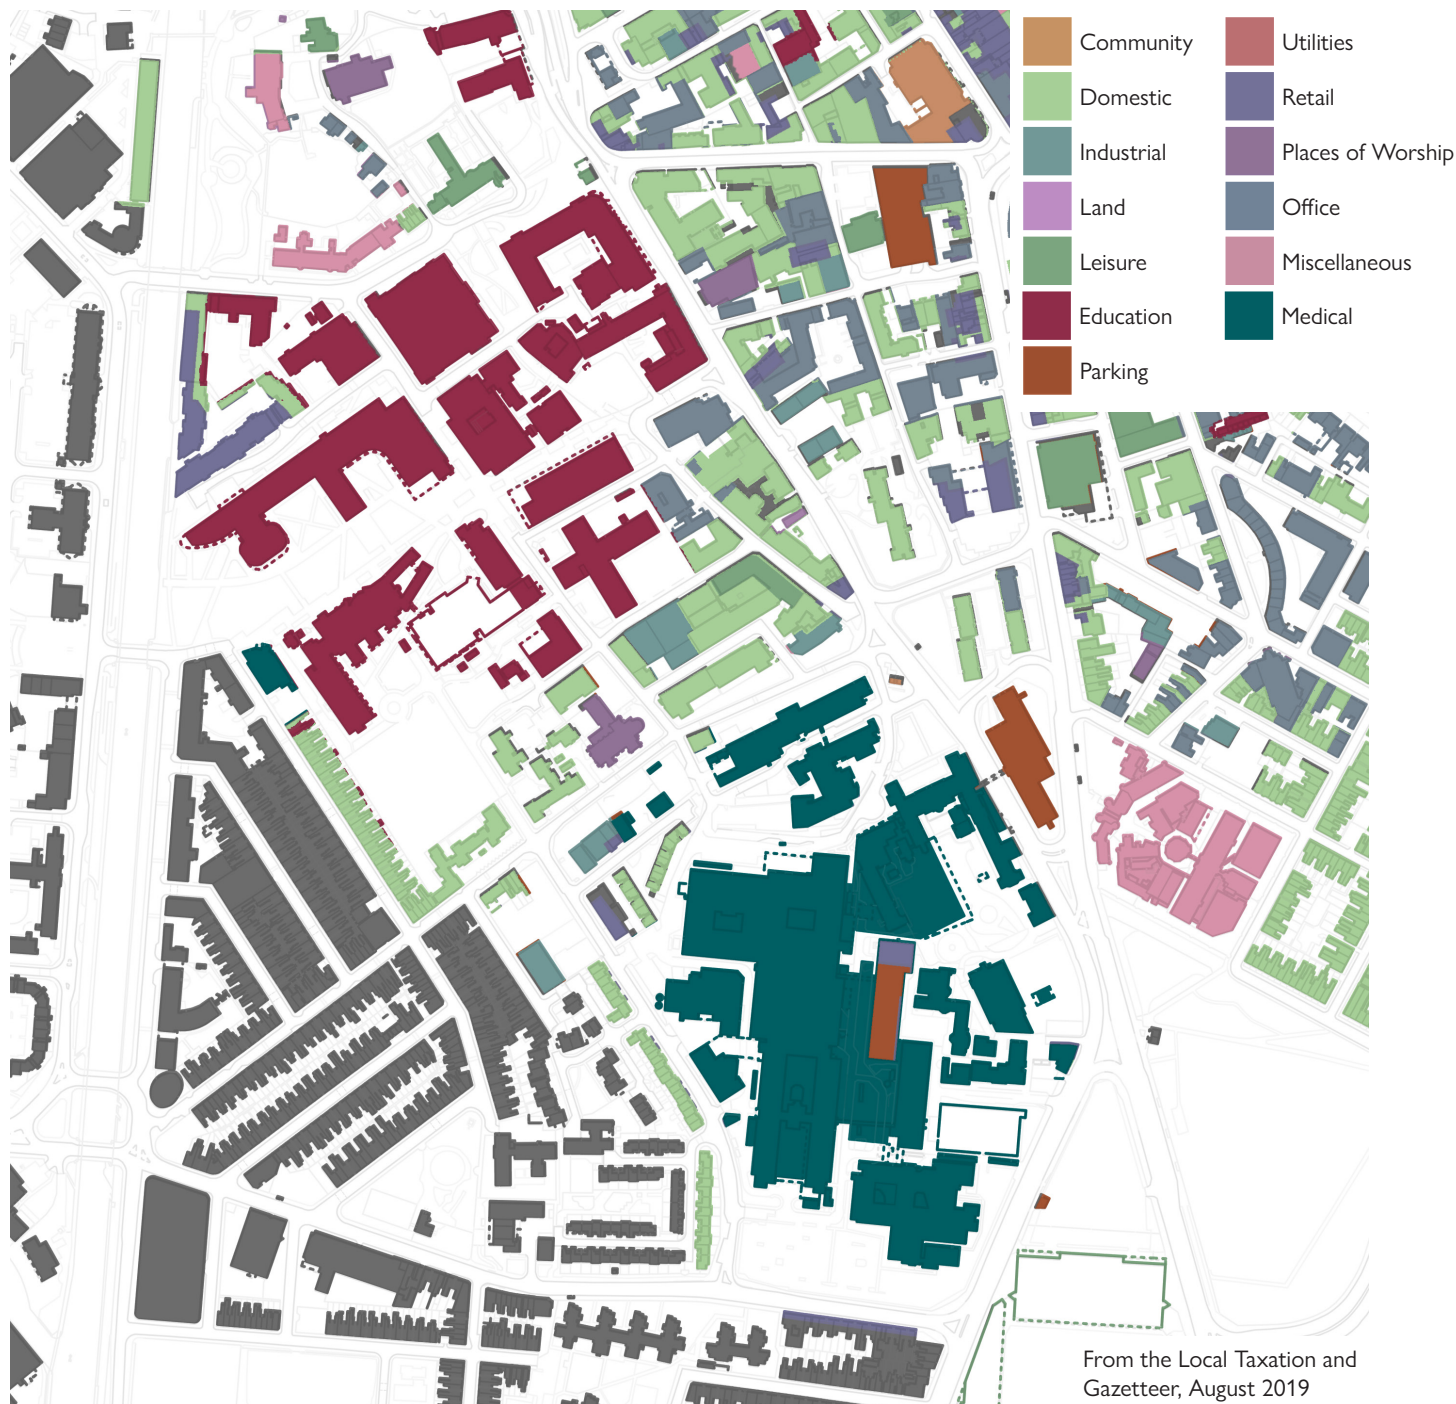 Community
Domestic
Industrial
Land
Leisure
Education
Parking
Utilities
Retail
Places of Worship
Office
Miscellaneous
Medical
From the Local Taxation and
Gazetteer, August 2019